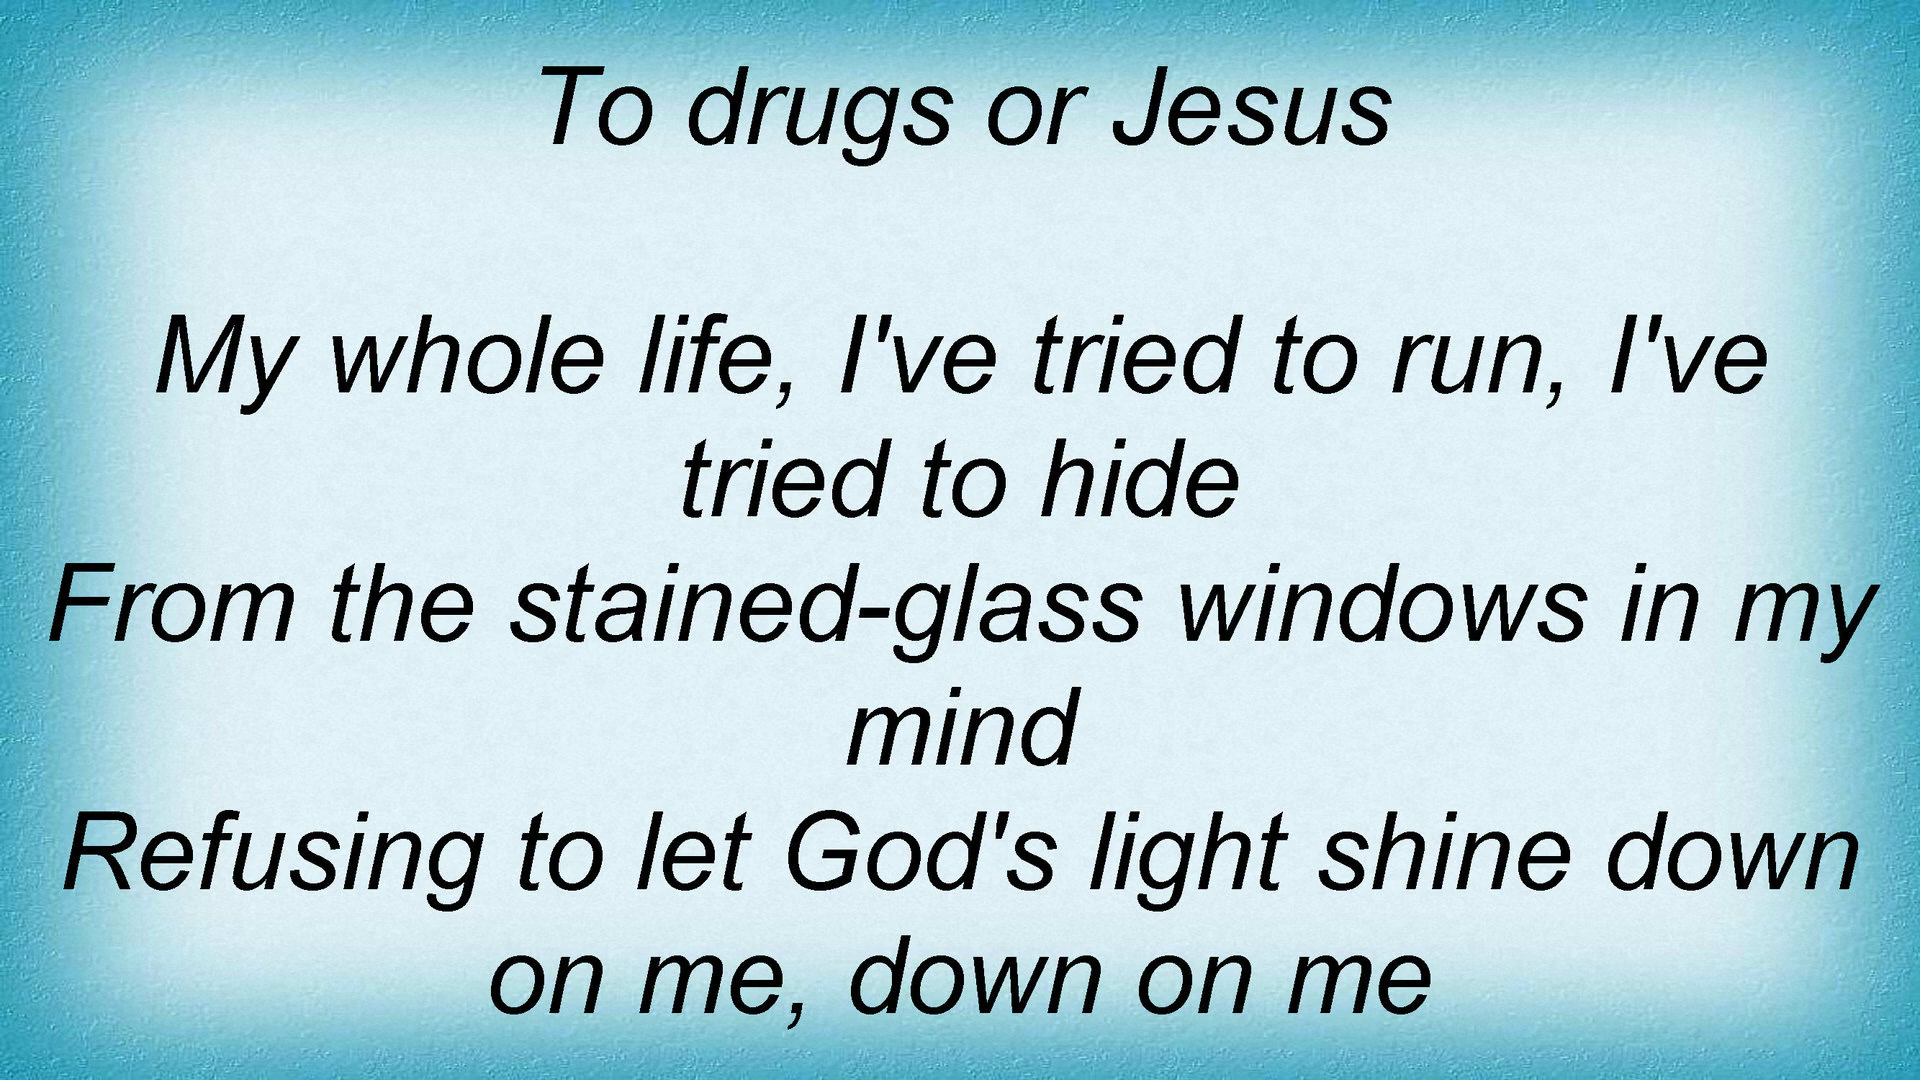 To drugs or Jesus
My whole life, I've tried to run, I've
tried to hide
From the stained-glass windows in my
mind
Refusing to let God's light shine down
on me, down on me